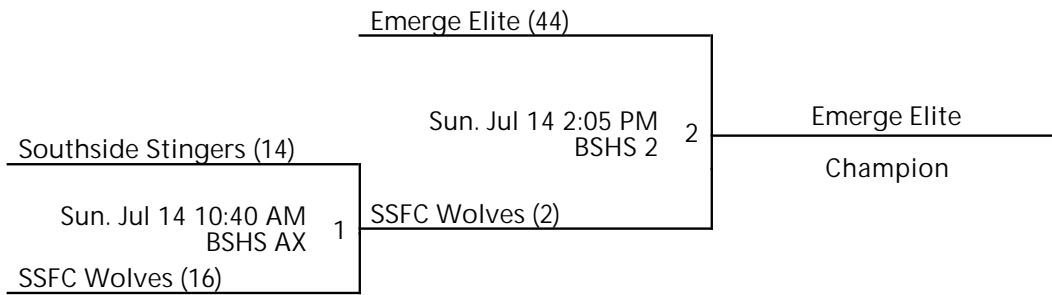 Emerge Elite (44)
Sun. Jul 14 2:05 PM
BSHS 2
2
Emerge Elite
Champion
Southside Stingers (14)
Sun. Jul 14 10:40 AM
BSHS AX
1
SSFC Wolves (2)
SSFC Wolves (16)